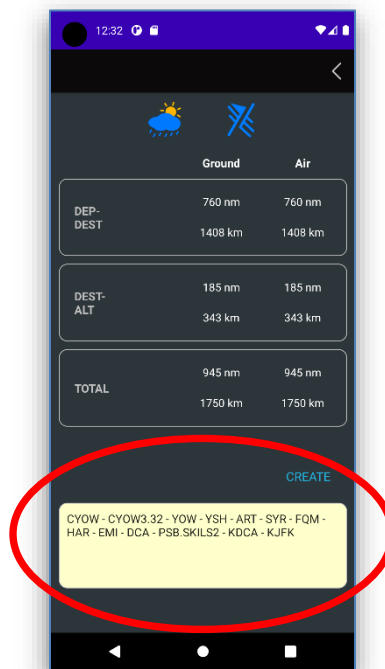 12:32
Ground Air
DEP-
DEST
760 nm 760 nm
1408 km 1408 km
DEST-
ALT
185 nm 185 nm
343 km 343 km
TOTAL
945 nm 945 nm
1750 km 1750 km
CREATE
CYOW - CYOW3.32 - YOW - YSH - ART - SYR - FQM -
HAR - EMI - DCA - PSB.SKILS2 - KDCA - KJFK